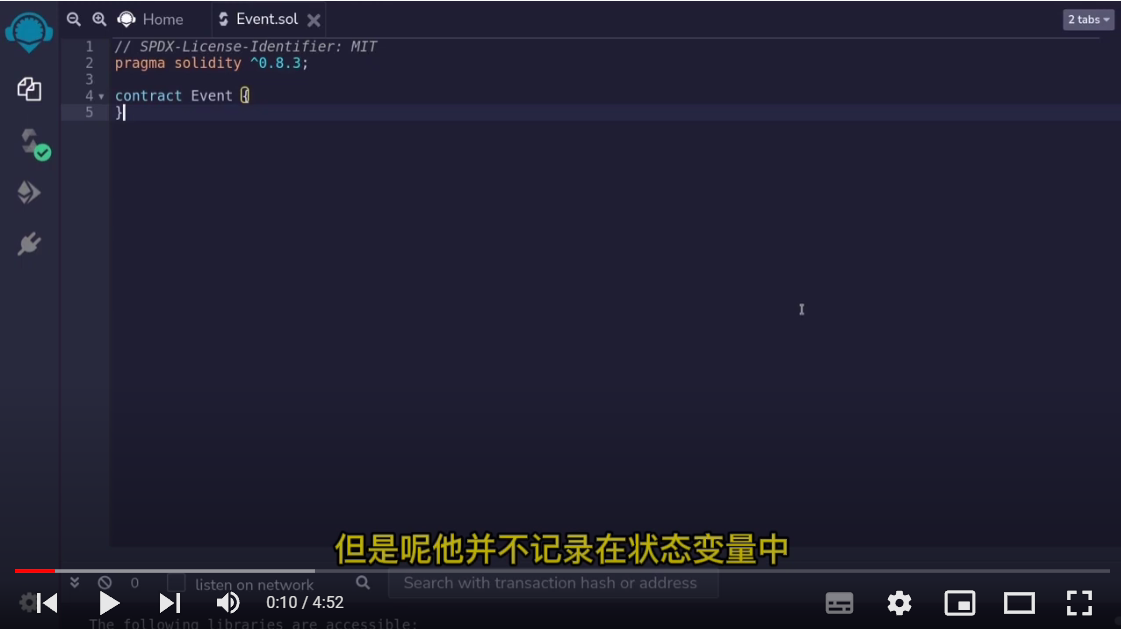 Home
Event.sol
2 tabs
1 // SPDX-License-Identifier: MIT
2 pragma solidity ^0.8.3;
3
4 contract Event {
5 }
但是呢他并不记录在状态变量中
0
listen on network
Search with transaction hash or address
0:10 / 4:52
The following libraries are accessible: